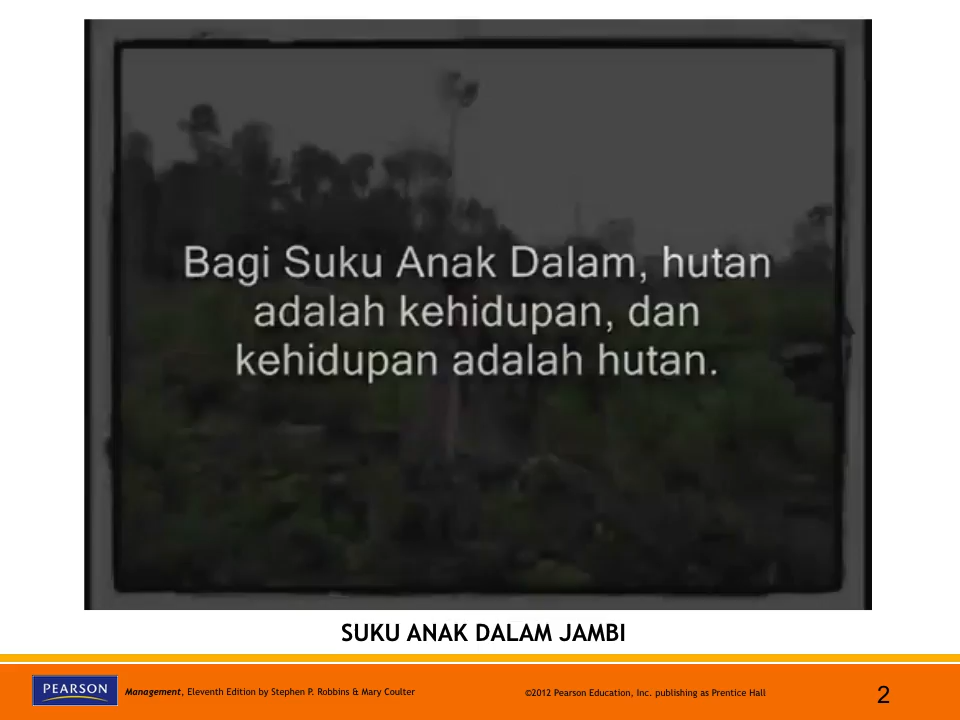 Bagi Suku Anak Dalam, hutan
adalah kehidupan, dan
kehidupan adalah hutan.
SUKU ANAK DALAM JAMBI
PEARSON
Management, Eleventh Edition by Stephen P. Robbins & Mary Coulter
©2012 Pearson Education, Inc. publishing as Prentice Hall
2